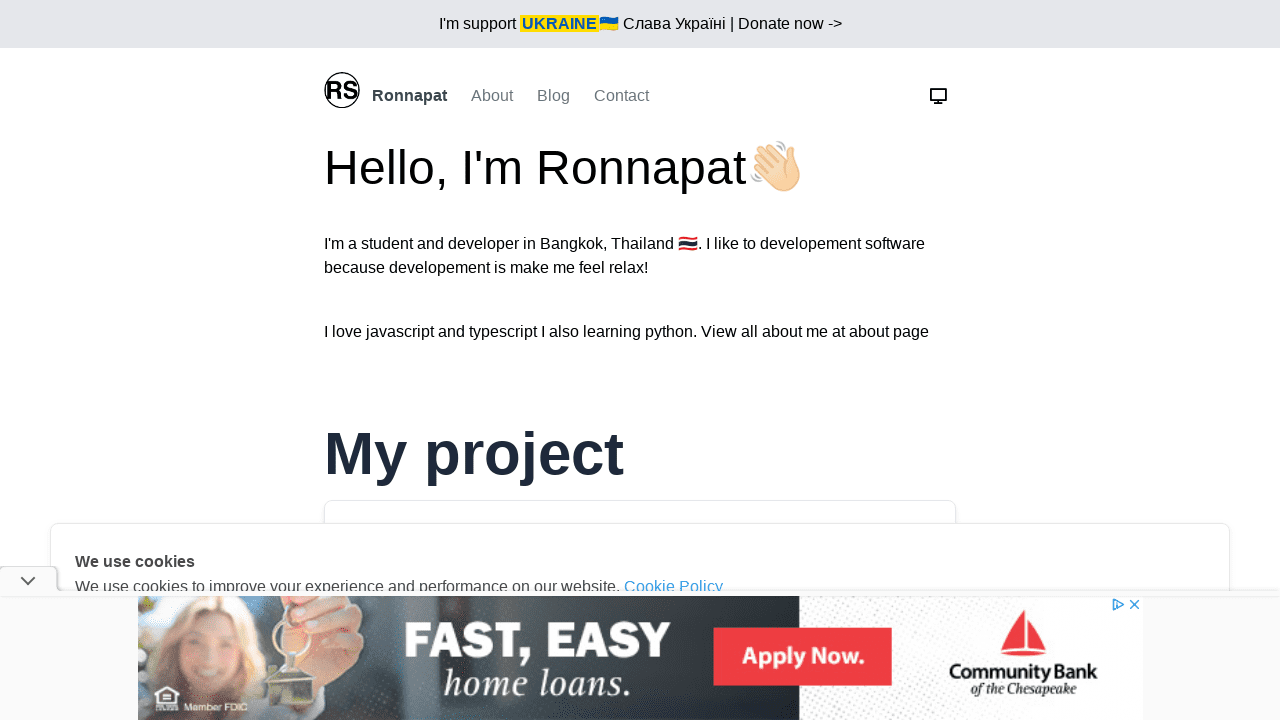 I'm support UKRAINE🇺🇦 Слава Україні | Donate now ->
RS Ronnapat About Blog Contact
Hello, I'm Ronnapat👋🏻
I'm a student and developer in Bangkok, Thailand 🇹🇭. I like to developement software
because developement is make me feel relax!
I love javascript and typescript I also learning python. View all about me at about page
My project
We use cookies
We use cookies to improve your experience and performance on our website. Cookie Policy
FAST, EASY
home loans.
Member FDIC
Apply Now.
Community Bank
of the Chesapeake